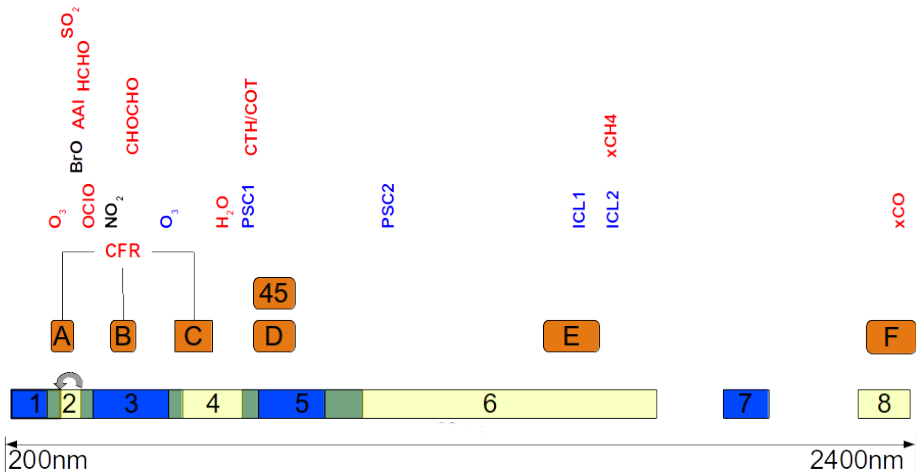 SO2
HCHO
AAI
BrO
CHOCHO
CTH/COT
xCH4
O3
OClO
NO2
O3
H2O
PSC1
PSC2
ICL1
ICL2
xCO
CFR
45
A B C D E F
1 2 3 4 5 6 7 8
200nm 2400nm